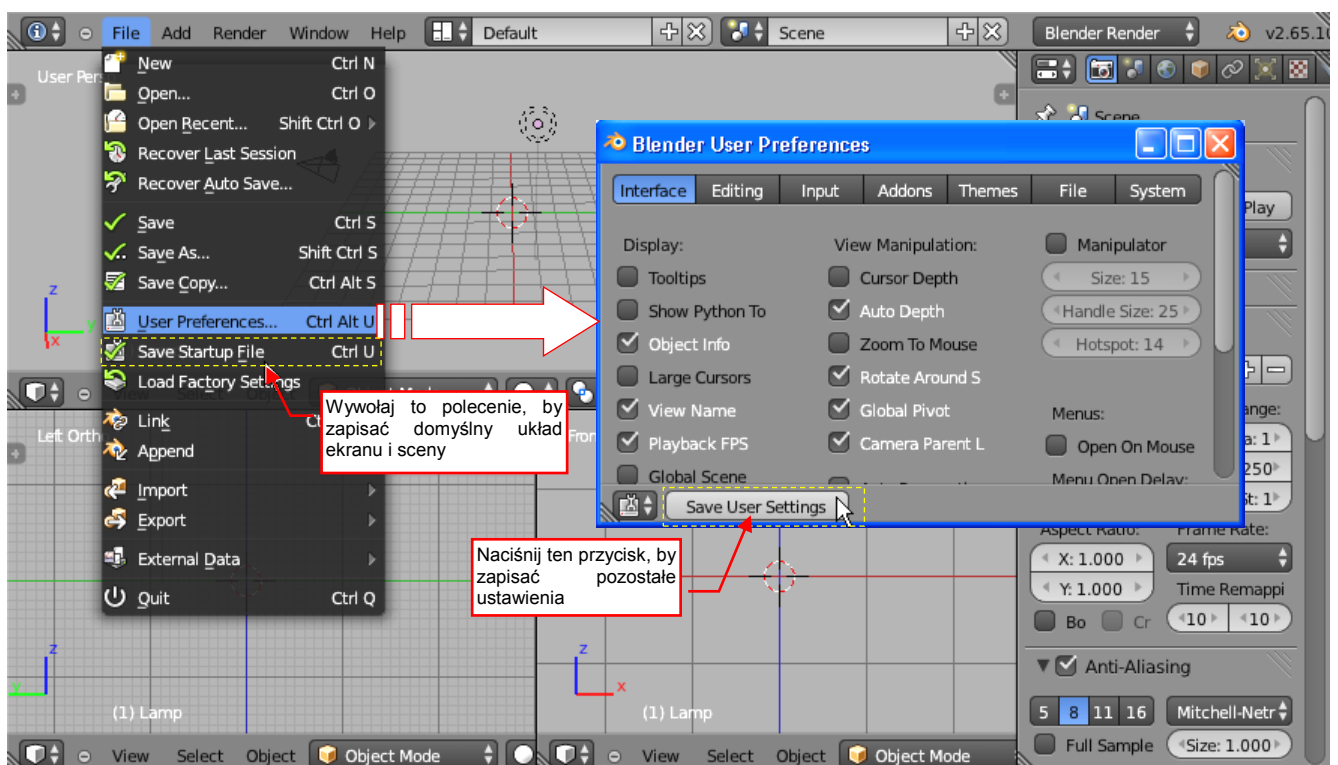 File Add Render Window Help Default Scene Blender Render v2.65.10
User Per
New Ctrl N
Open... Ctrl O
Open Recent... Shift Ctrl O
Recover Last Session
Recover Auto Save...
Save Ctrl S
Save As... Shift Ctrl S
Save Copy... Ctrl Alt S
User Preferences... Ctrl Alt U
Save Startup File Ctrl U
Load Factory Settings
Link
Append
Import
Export
External Data
Quit Ctrl Q
Wywołaj to polecenie, by
zapisać domyślny układ
ekranu i sceny
Blender User Preferences
Interface Editing Input Addons Themes File System
Display:
Tooltips
Show Python To
Object Info
Large Cursors
View Name
Playback FPS
Global Scene
View Manipulation:
Cursor Depth
Auto Depth
Zoom To Mouse
Rotate Around S
Global Pivot
Camera Parent L
Manipulator
Size: 15
Handle Size: 25
Hotspot: 14
Menus:
Open On Mouse
Menu Open Delay:
Save User Settings
Naciśnij ten przycisk, by
zapisać pozostałe
ustawienia
Scene
Play
ange:
a: 1
250
St: 1
Aspect Ratio: Frame Rate:
X: 1.000 24 fps
Y: 1.000 Time Remappi
Bo Cr 10 10
Anti-Aliasing
5 8 11 16 Mitchell-Netr
Full Sample Size: 1.000
Left Orth
Fron
z
y
x
z
y
(1) Lamp
z
x
(1) Lamp
View Select Object Object Mode
View Select Object Object Mode